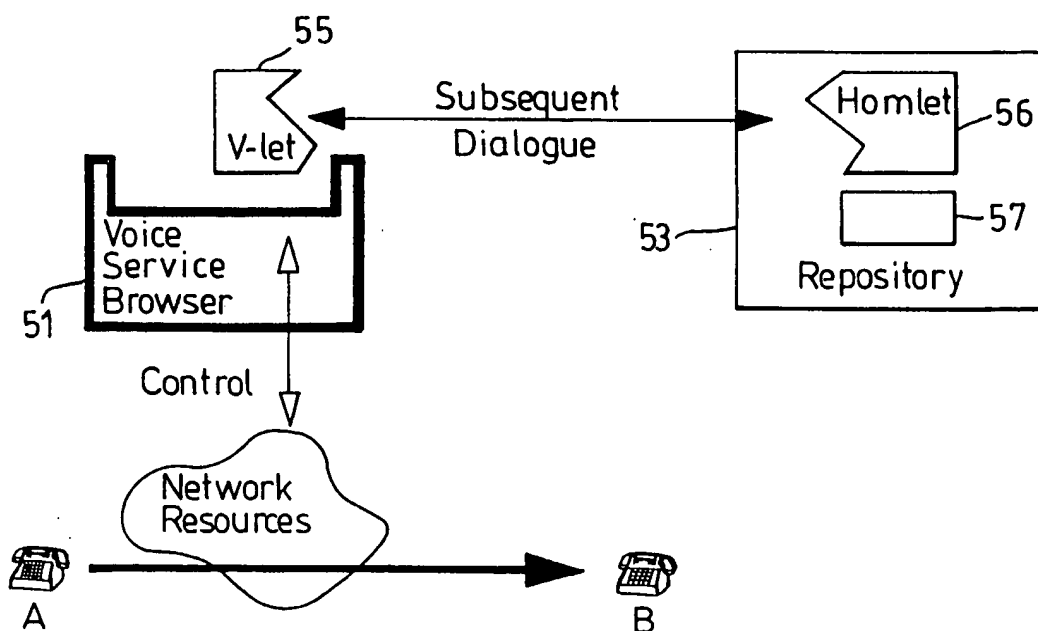 55
V-let
Subsequent
Dialogue
Homlet
56
57
53
Repository
Voice
Service
Browser
51
Control
Network
Resources
A
B